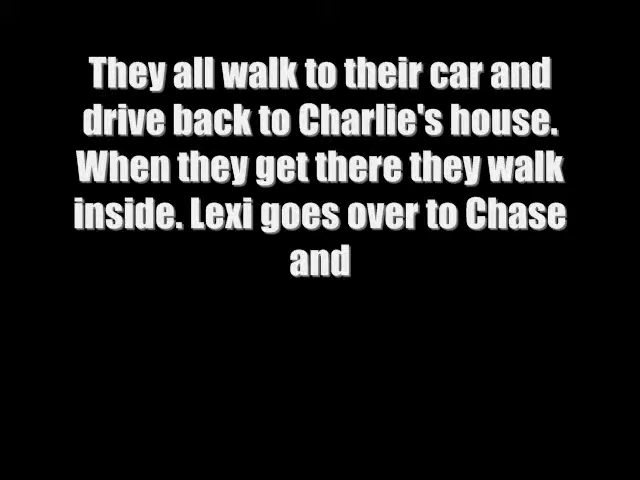 They all walk to their car and
drive back to Charlie's house.
When they get there they walk
inside. Lexi goes over to Chase
and